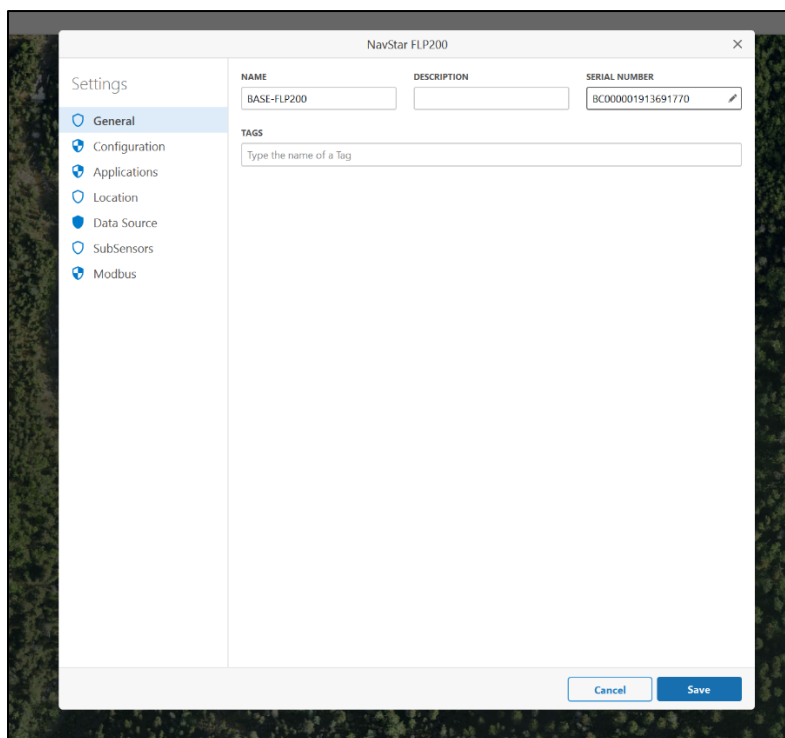 NavStar FLP200
Settings
General
Configuration
Applications
Location
Data Source
SubSensors
Modbus
NAME
DESCRIPTION
SERIAL NUMBER
BASE-FLP200
BC000001913691770
TAGS
Type the name of a Tag
Cancel
Save